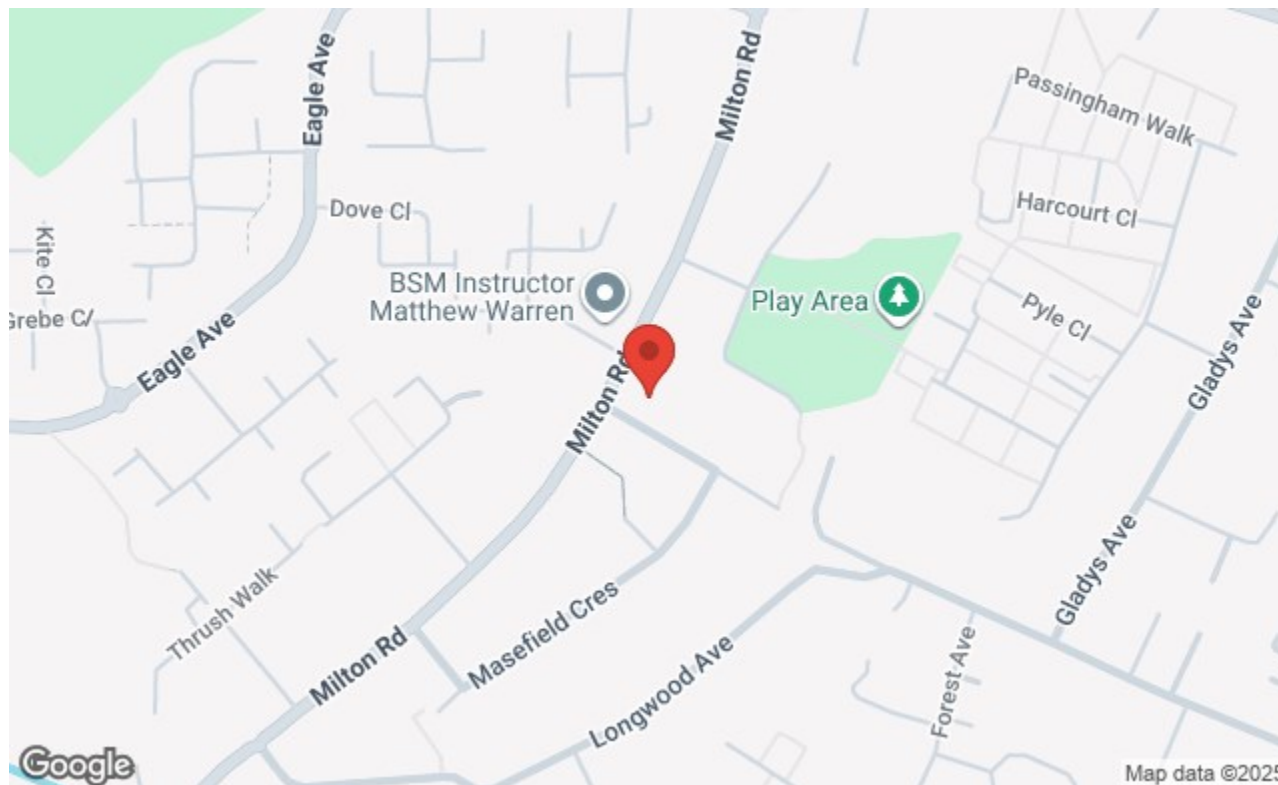 Eagle Ave
Milton Rd
Passingham Walk
Dove Cl
Harcourt Cl
Kite Cl
BSM Instructor
Matthew Warren
Play Area
Pyle Cl
Grebe Cl
Eagle Ave
Milton Rd
Gladys Ave
Gladys Ave
Thrush Walk
Masefield Cres
Milton Rd
Longwood Ave
Forest Ave
Google
Map data ©2025